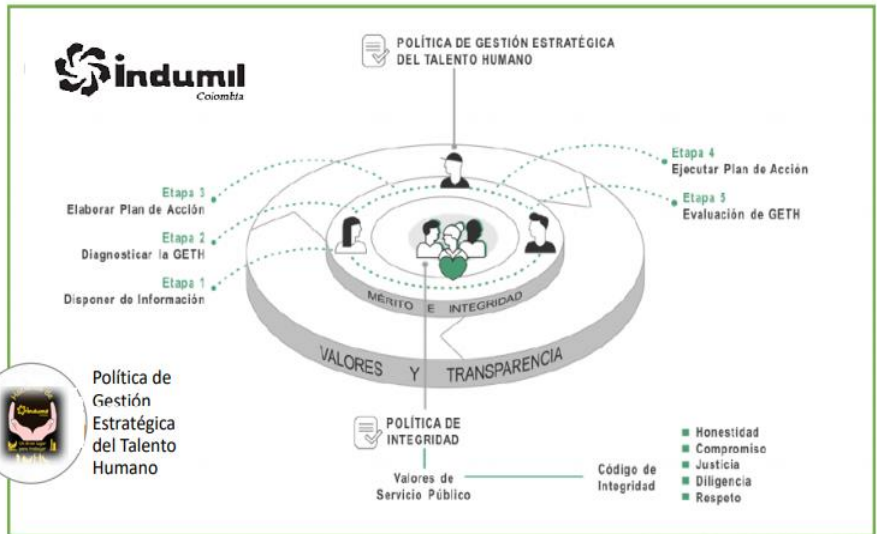 indumil
Colombia
POLÍTICA DE GESTIÓN ESTRATÉGICA
DEL TALENTO HUMANO
Etapa 3
Elaborar Plan de Acción
Etapa 2
Diagnosticar la GETH
Etapa 1
Disponer de Información
Etapa 4
Ejecutar Plan de Acción
Etapa 5
Evaluación de GETH
MÉRITO E INTEGRIDAD
VALORES Y TRANSPARENCIA
Política de
Gestión
Estratégica
del Talento
Humano
POLÍTICA DE
INTEGRIDAD
Valores de
Servicio Público
Código de
Integridad
Honestidad
Compromiso
Justicia
Diligencia
Respeto